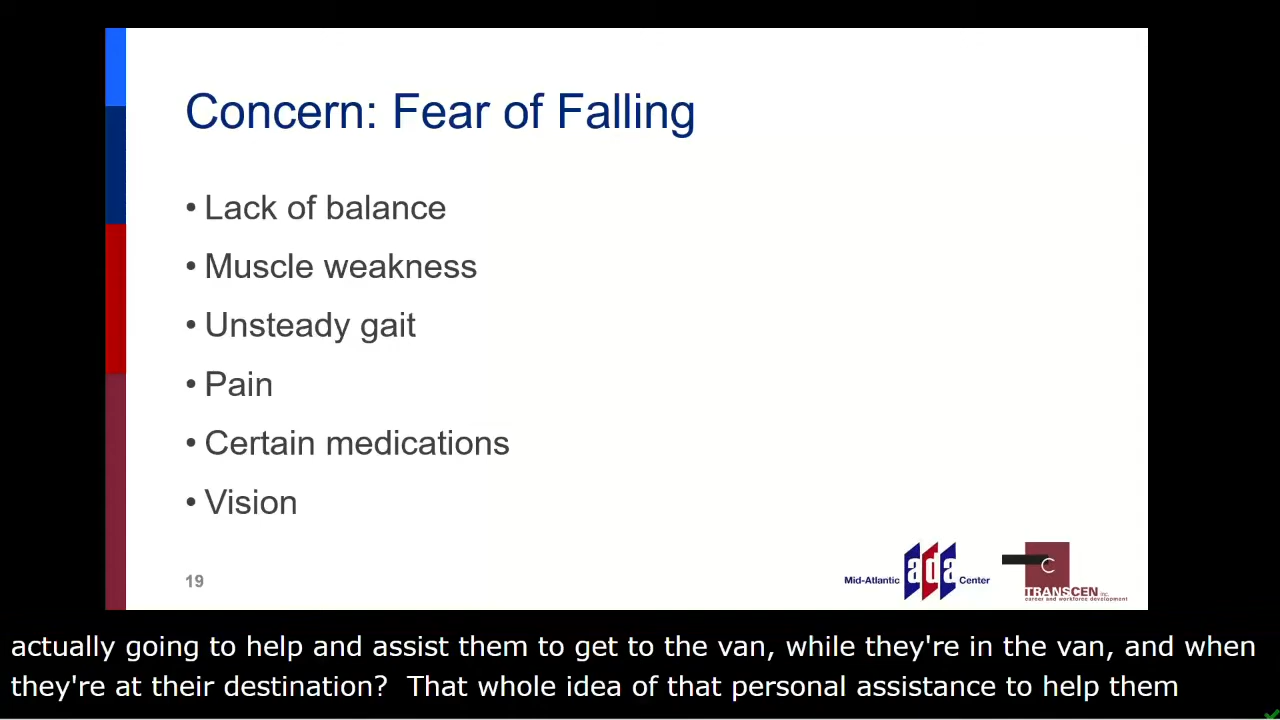 Concern: Fear of Falling
• Lack of balance
• Muscle weakness
• Unsteady gait
• Pain
• Certain medications
• Vision
19
Mid-Atlantic ada Center
C
TRANSCEN inc.
career and workforce development
actually going to help and assist them to get to the van, while they're in the van, and when
they're at their destination?  That whole idea of that personal assistance to help them